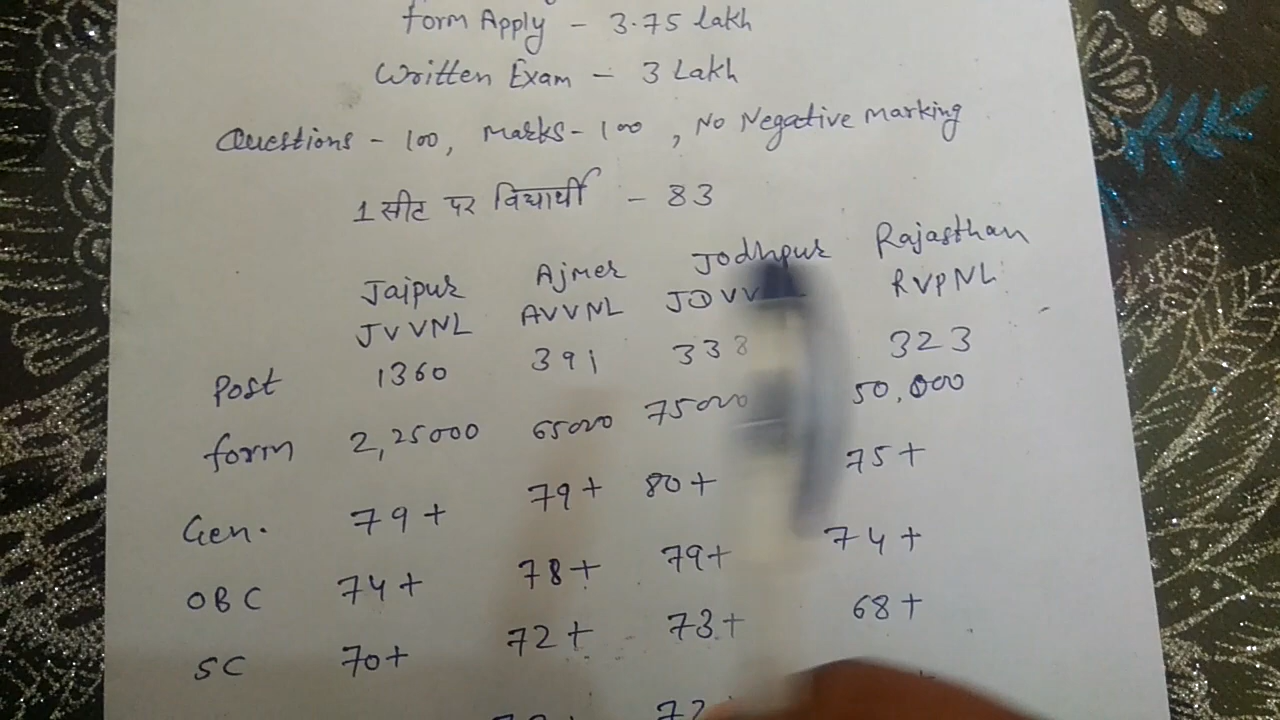 form Apply - 3.75 lakh
Written Exam - 3 Lakh
Questions - 100, Marks - 100, No Negative Marking
1 सीट पर विद्यार्थी - 83
Jaipur Ajmer Jodhpur Rajasthan
JVVNL AVVNL RVPNL
Post 1360 391 338 323
form 2,25000 65000 75000 50,000
Gen. 79+ 79+ 80+ 75+
OBC 74+ 78+ 79+ 74+
SC 70+ 72+ 73+ 68+